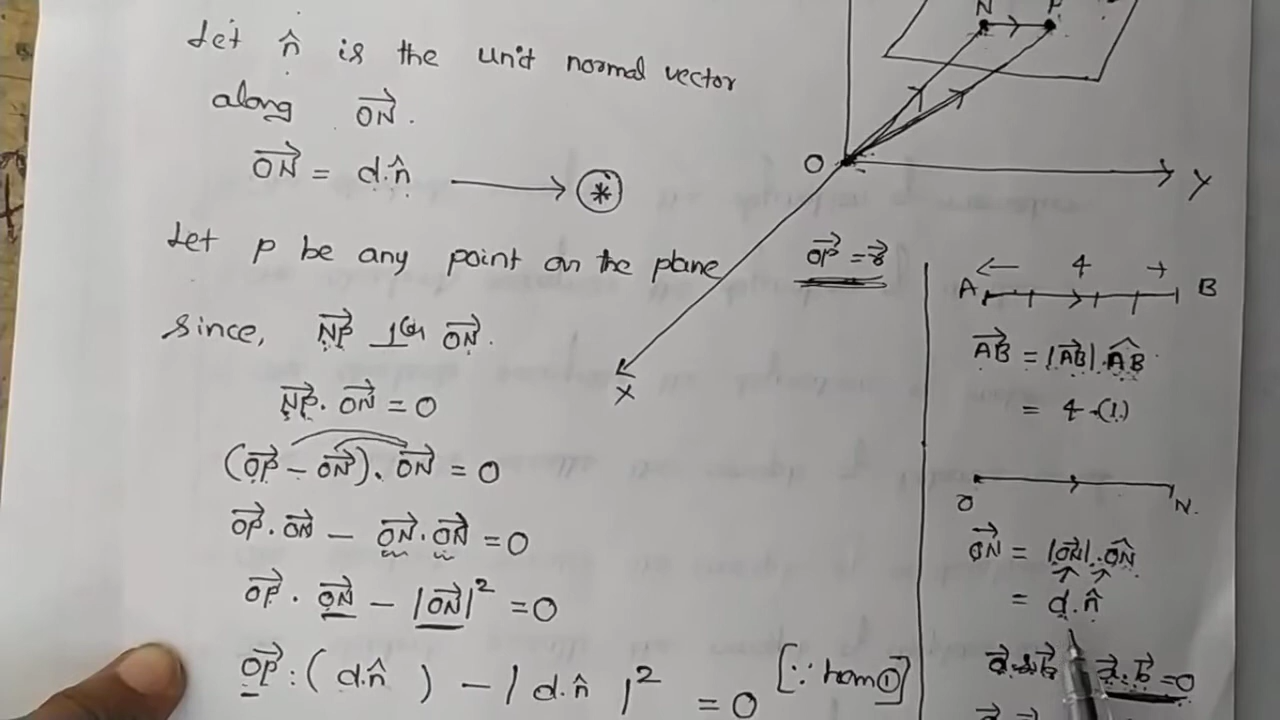 Let n̂ is the unit normal vector
along ON⃗.
ON⃗ = d.n̂ ⟶ ⊛
Let P be any point on the plane
since, NP⃗ ⊥ʳ ON⃗.
NP⃗. ON⃗ = 0
(OP⃗ - ON⃗). ON⃗ = 0
OP⃗. ON⃗ - ON⃗. ON⃗ = 0
OP⃗. ON⃗ - |ON⃗|² = 0
OP⃗.(d.n̂) - |d.n̂|² = 0 [∵ from ①]
N P
O
Y
X
OP⃗ = r⃗
← 4 →
A B
AB⃗ = |AB⃗|.AB̂
= 4.(1)
O N.
ON⃗ = |ON⃗|.ON̂
= d.n̂
a⃗.b⃗ = 0